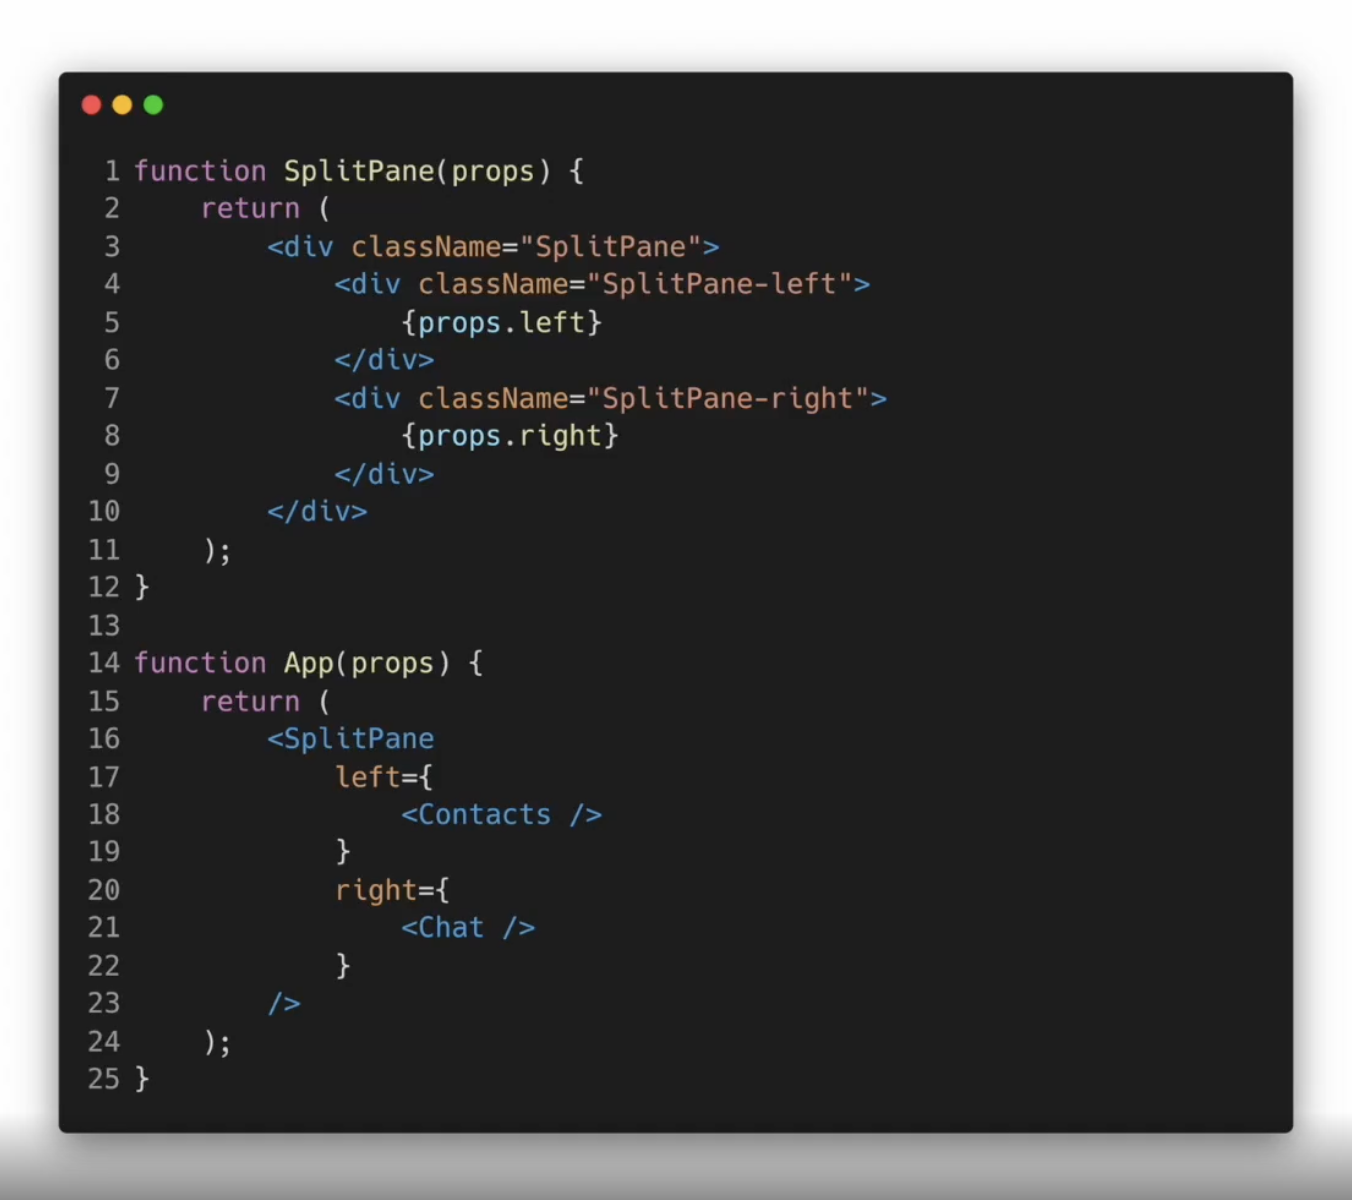 1 function SplitPane(props) {
2     return (
3         <div className="SplitPane">
4             <div className="SplitPane-left">
5                 {props.left}
6             </div>
7             <div className="SplitPane-right">
8                 {props.right}
9             </div>
10         </div>
11     );
12 }
13
14 function App(props) {
15     return (
16         <SplitPane
17             left={
18                 <Contacts />
19             }
20             right={
21                 <Chat />
22             }
23         />
24     );
25 }